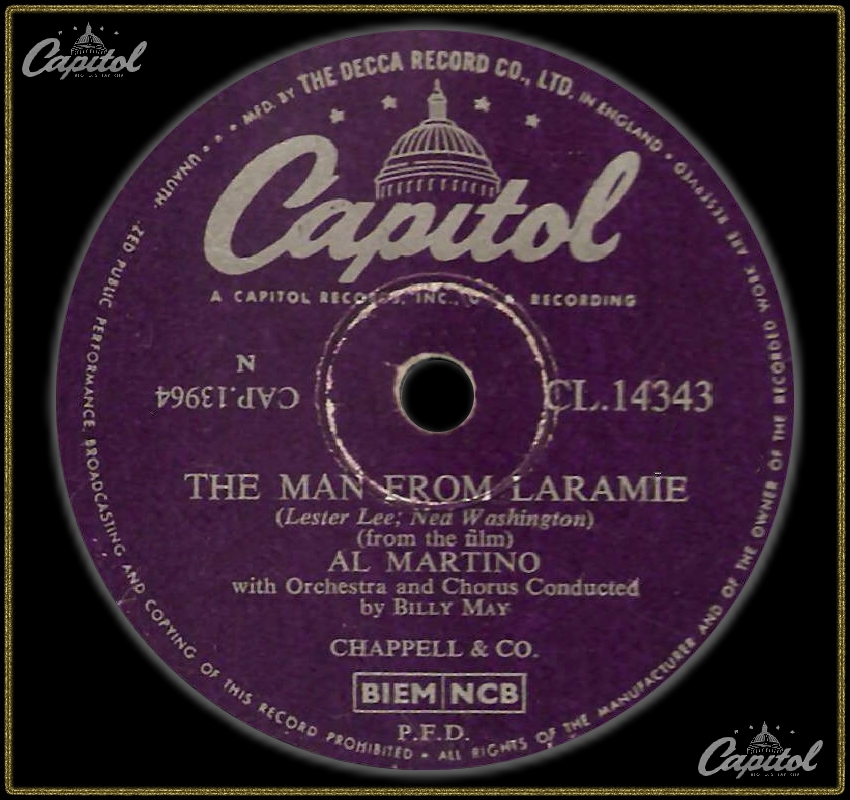 Capitol
MFD. BY THE DECCA RECORD CO., LTD. IN ENGLAND • ALL RIGHTS OF THE MANUFACTURER AND OF THE OWNER OF THE RECORDED WORK ARE RESERVED
UNAUTH ZED PUBLIC PERFORMANCE, BROADCASTING AND COPYING OF THIS RECORD PROHIBITED
Capitol
A CAPITOL RECORDS, INC., RECORDING
N
CAP.13964
CL.14343
THE MAN FROM LARAMIE
(Lester Lee; Ned Washington)
(from the film)
AL MARTINO
with Orchestra and Chorus Conducted
by BILLY MAY
CHAPPELL & CO.
BIEM NCB
P.F.D.
Capitol